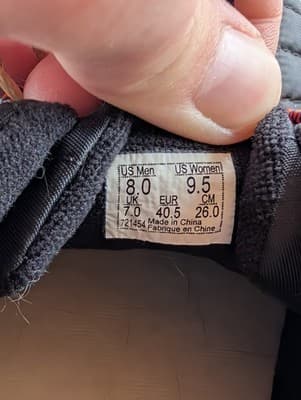 US Men US Women
8.0 9.5
UK EUR CM
7.0 40.5 26.0
721454 Made in China
Fabrique en Chine